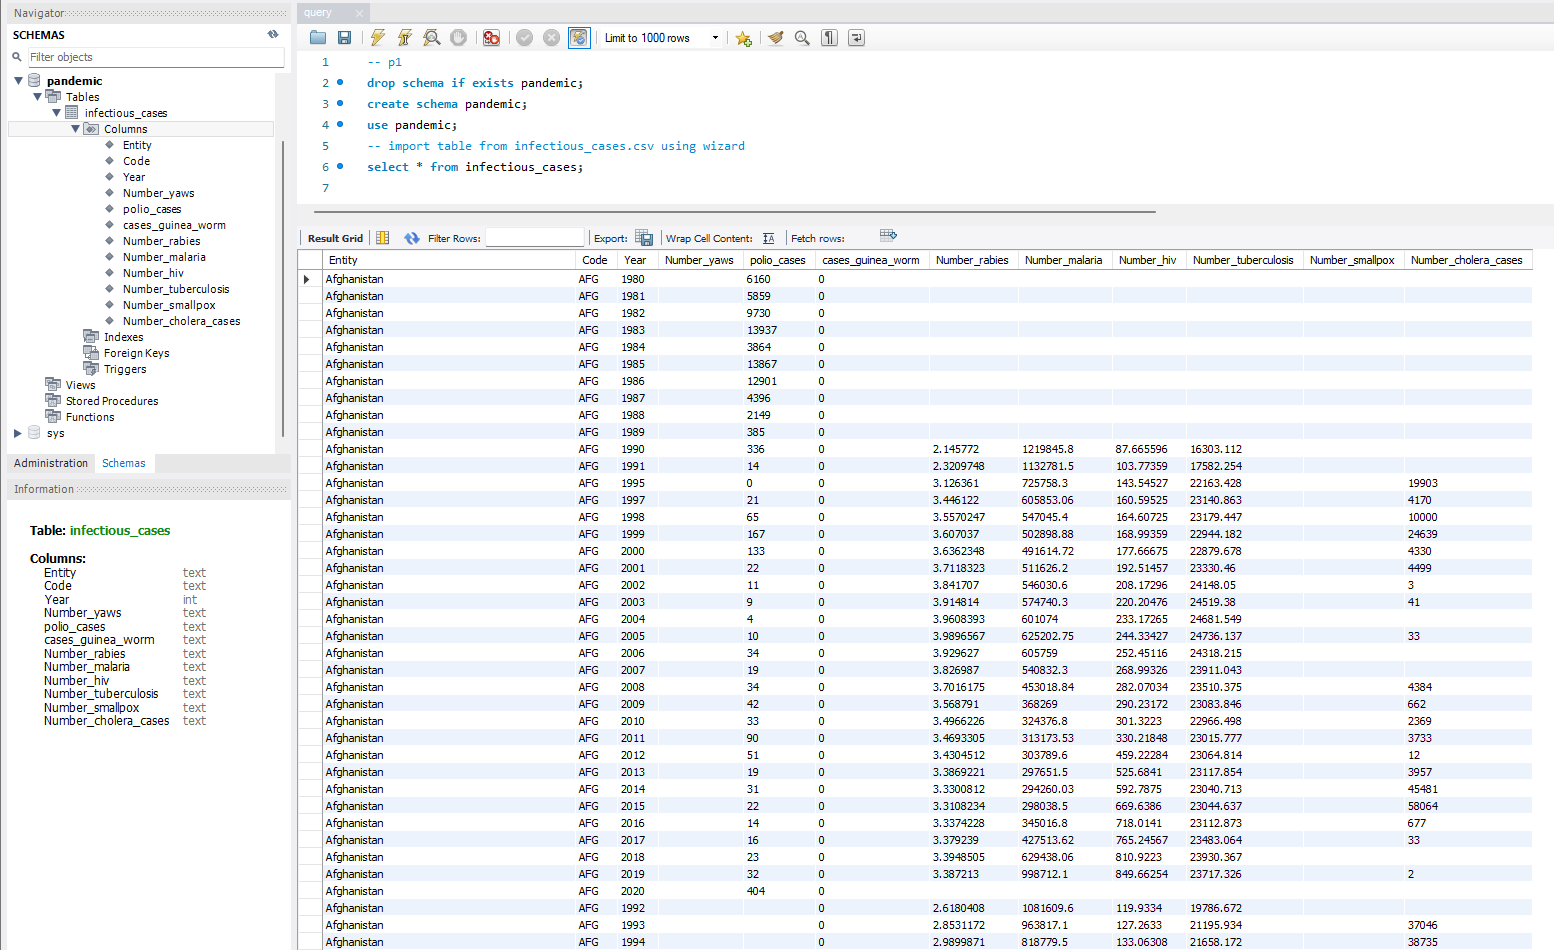 Navigator
SCHEMAS
Filter objects
pandemic
Tables
infectious_cases
Columns
Entity
Code
Year
Number_yaws
polio_cases
cases_guinea_worm
Number_rabies
Number_malaria
Number_hiv
Number_tuberculosis
Number_smallpox
Number_cholera_cases
Indexes
Foreign Keys
Triggers
Views
Stored Procedures
Functions
sys
Administration Schemas
Information
Table: infectious_cases
Columns:
Entity text
Code text
Year int
Number_yaws text
polio_cases text
cases_guinea_worm text
Number_rabies text
Number_malaria text
Number_hiv text
Number_tuberculosis text
Number_smallpox text
Number_cholera_cases text
query
Limit to 1000 rows
1 -- p1
2 drop schema if exists pandemic;
3 create schema pandemic;
4 use pandemic;
5 -- import table from infectious_cases.csv using wizard
6 select * from infectious_cases;
7
Result Grid Filter Rows: Export: Wrap Cell Content: Fetch rows:
Entity Code Year Number_yaws polio_cases cases_guinea_worm Number_rabies Number_malaria Number_hiv Number_tuberculosis Number_smallpox Number_cholera_cases
Afghanistan AFG 1980 6160 0
Afghanistan AFG 1981 5859 0
Afghanistan AFG 1982 9730 0
Afghanistan AFG 1983 13937 0
Afghanistan AFG 1984 3864 0
Afghanistan AFG 1985 13867 0
Afghanistan AFG 1986 12901 0
Afghanistan AFG 1987 4396 0
Afghanistan AFG 1988 2149 0
Afghanistan AFG 1989 385 0
Afghanistan AFG 1990 336 0 2.145772 1219845.8 87.665596 16303.112
Afghanistan AFG 1991 14 0 2.3209748 1132781.5 103.77359 17582.254
Afghanistan AFG 1995 0 0 3.126361 725758.3 143.54527 22163.428 19903
Afghanistan AFG 1997 21 0 3.446122 605853.06 160.59525 23140.863 4170
Afghanistan AFG 1998 65 0 3.5570247 547045.4 164.60725 23179.447 10000
Afghanistan AFG 1999 167 0 3.607037 502898.88 168.99359 22944.182 24639
Afghanistan AFG 2000 133 0 3.6362348 491614.72 177.66675 22879.678 4330
Afghanistan AFG 2001 22 0 3.7118323 511626.2 192.51457 23330.46 4499
Afghanistan AFG 2002 11 0 3.841707 546030.6 208.17296 24148.05 3
Afghanistan AFG 2003 9 0 3.914814 574740.3 220.20476 24519.38 41
Afghanistan AFG 2004 4 0 3.9608393 601074 233.17265 24681.549
Afghanistan AFG 2005 10 0 3.9896567 625202.75 244.33427 24736.137 33
Afghanistan AFG 2006 34 0 3.929627 605759 252.45116 24318.215
Afghanistan AFG 2007 19 0 3.826987 540832.3 268.99326 23911.043
Afghanistan AFG 2008 34 0 3.7016175 453018.84 282.07034 23510.375 4384
Afghanistan AFG 2009 42 0 3.568791 368269 290.23172 23083.846 662
Afghanistan AFG 2010 33 0 3.4966226 324376.8 301.3223 22966.498 2369
Afghanistan AFG 2011 90 0 3.4693305 313173.53 330.21848 23015.777 3733
Afghanistan AFG 2012 51 0 3.4304512 303789.6 459.22284 23064.814 12
Afghanistan AFG 2013 19 0 3.3869221 297651.5 525.6841 23117.854 3957
Afghanistan AFG 2014 31 0 3.3300812 294260.03 592.7875 23040.713 45481
Afghanistan AFG 2015 22 0 3.3108234 298038.5 669.6386 23044.637 58064
Afghanistan AFG 2016 14 0 3.3374228 345016.8 718.0141 23112.873 677
Afghanistan AFG 2017 16 0 3.379239 427513.62 765.24567 23483.064 33
Afghanistan AFG 2018 23 0 3.3948505 629438.06 810.9223 23930.367
Afghanistan AFG 2019 32 0 3.387213 998712.1 849.66254 23717.326 2
Afghanistan AFG 2020 404 0
Afghanistan AFG 1992 0 2.6180408 1081609.6 119.9334 19786.672
Afghanistan AFG 1993 0 2.8531172 963817.1 127.2633 21195.934 37046
Afghanistan AFG 1994 0 2.9899871 818779.5 133.06308 21658.172 38735